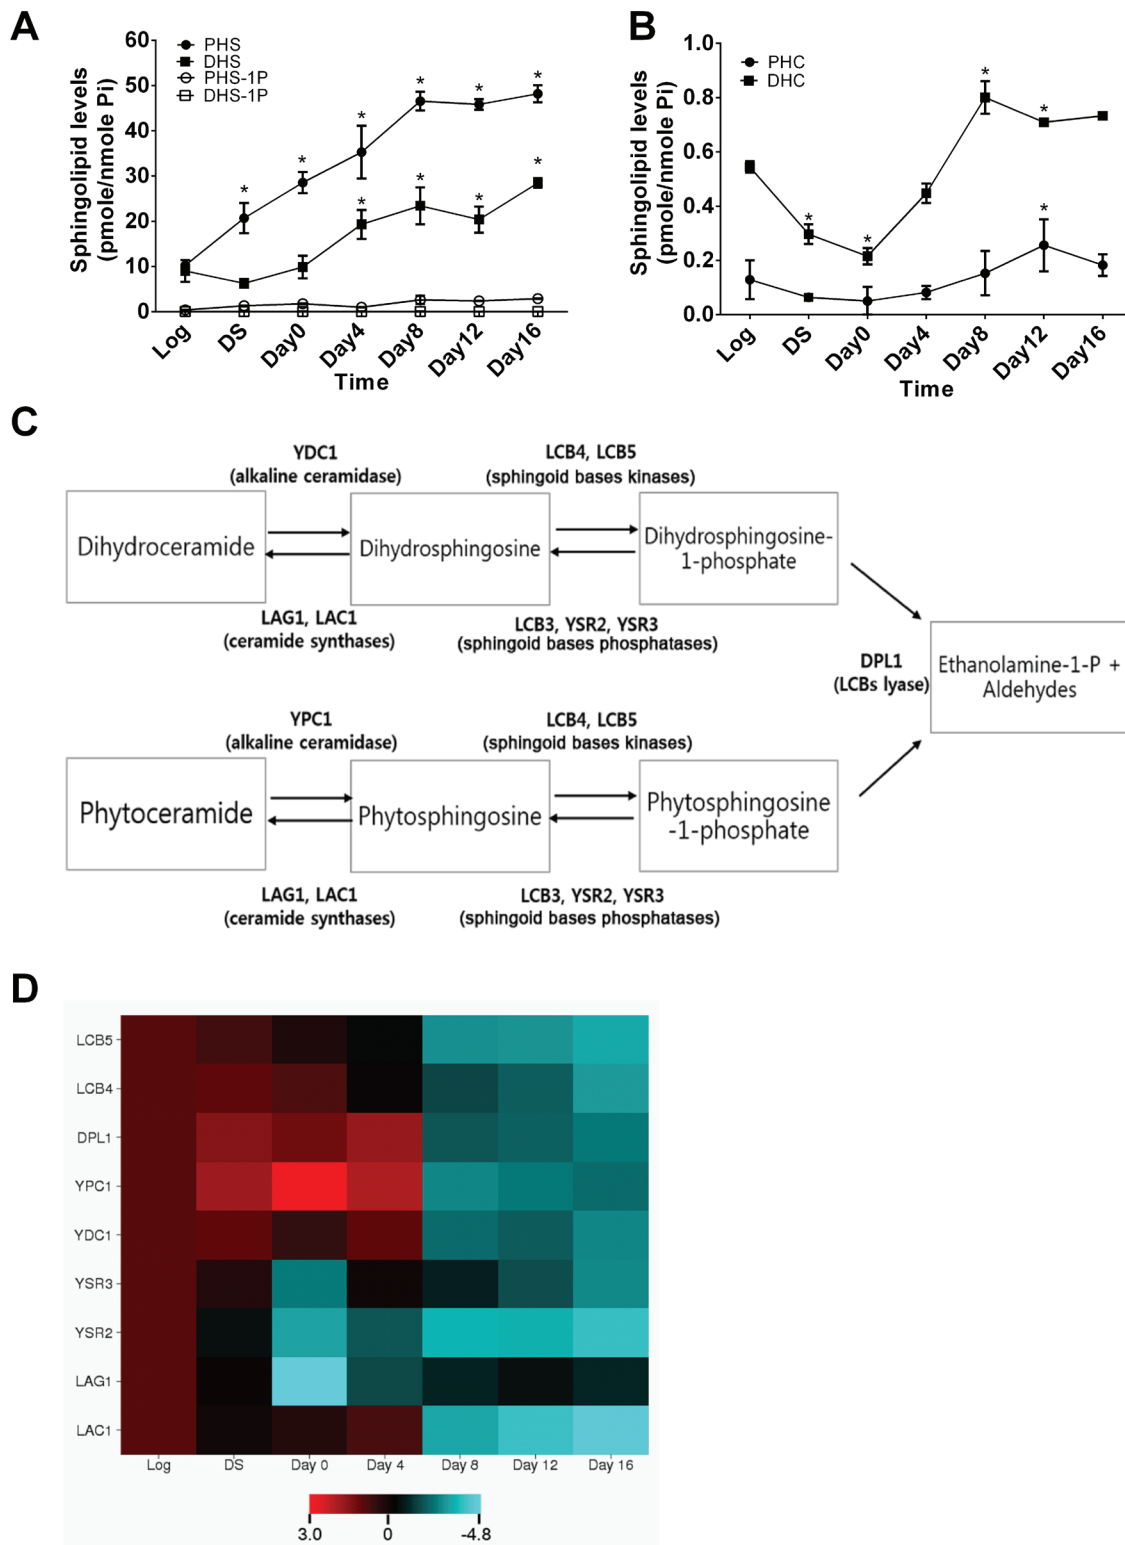 A
60
50
40
30
20
10
0
Sphingolipid levels
(pmole/nmole Pi)
PHS
DHS
PHS-1P
DHS-1P
*
*
*
*
*
*
*
*
*
*
Log
DS
Day0
Day4
Day8
Day12
Day16
Time
B
1.0
0.8
0.6
0.4
0.2
0.0
Sphingolipid levels
(pmole/nmole Pi)
PHC
DHC
*
*
*
*
*
Log
DS
Day0
Day4
Day8
Day12
Day16
Time
C
YDC1
(alkaline ceramidase)
LCB4, LCB5
(sphingoid bases kinases)
Dihydroceramide
Dihydrosphingosine
Dihydrosphingosine-
1-phosphate
LAG1, LAC1
(ceramide synthases)
LCB3, YSR2, YSR3
(sphingoid bases phosphatases)
DPL1
(LCBs lyase)
Ethanolamine-1-P +
Aldehydes
YPC1
(alkaline ceramidase)
LCB4, LCB5
(sphingoid bases kinases)
Phytoceramide
Phytosphingosine
Phytosphingosine
-1-phosphate
LAG1, LAC1
(ceramide synthases)
LCB3, YSR2, YSR3
(sphingoid bases phosphatases)
D
LCB5
LCB4
DPL1
YPC1
YDC1
YSR3
YSR2
LAG1
LAC1
Log
DS
Day 0
Day 4
Day 8
Day 12
Day 16
3.0
0
-4.8